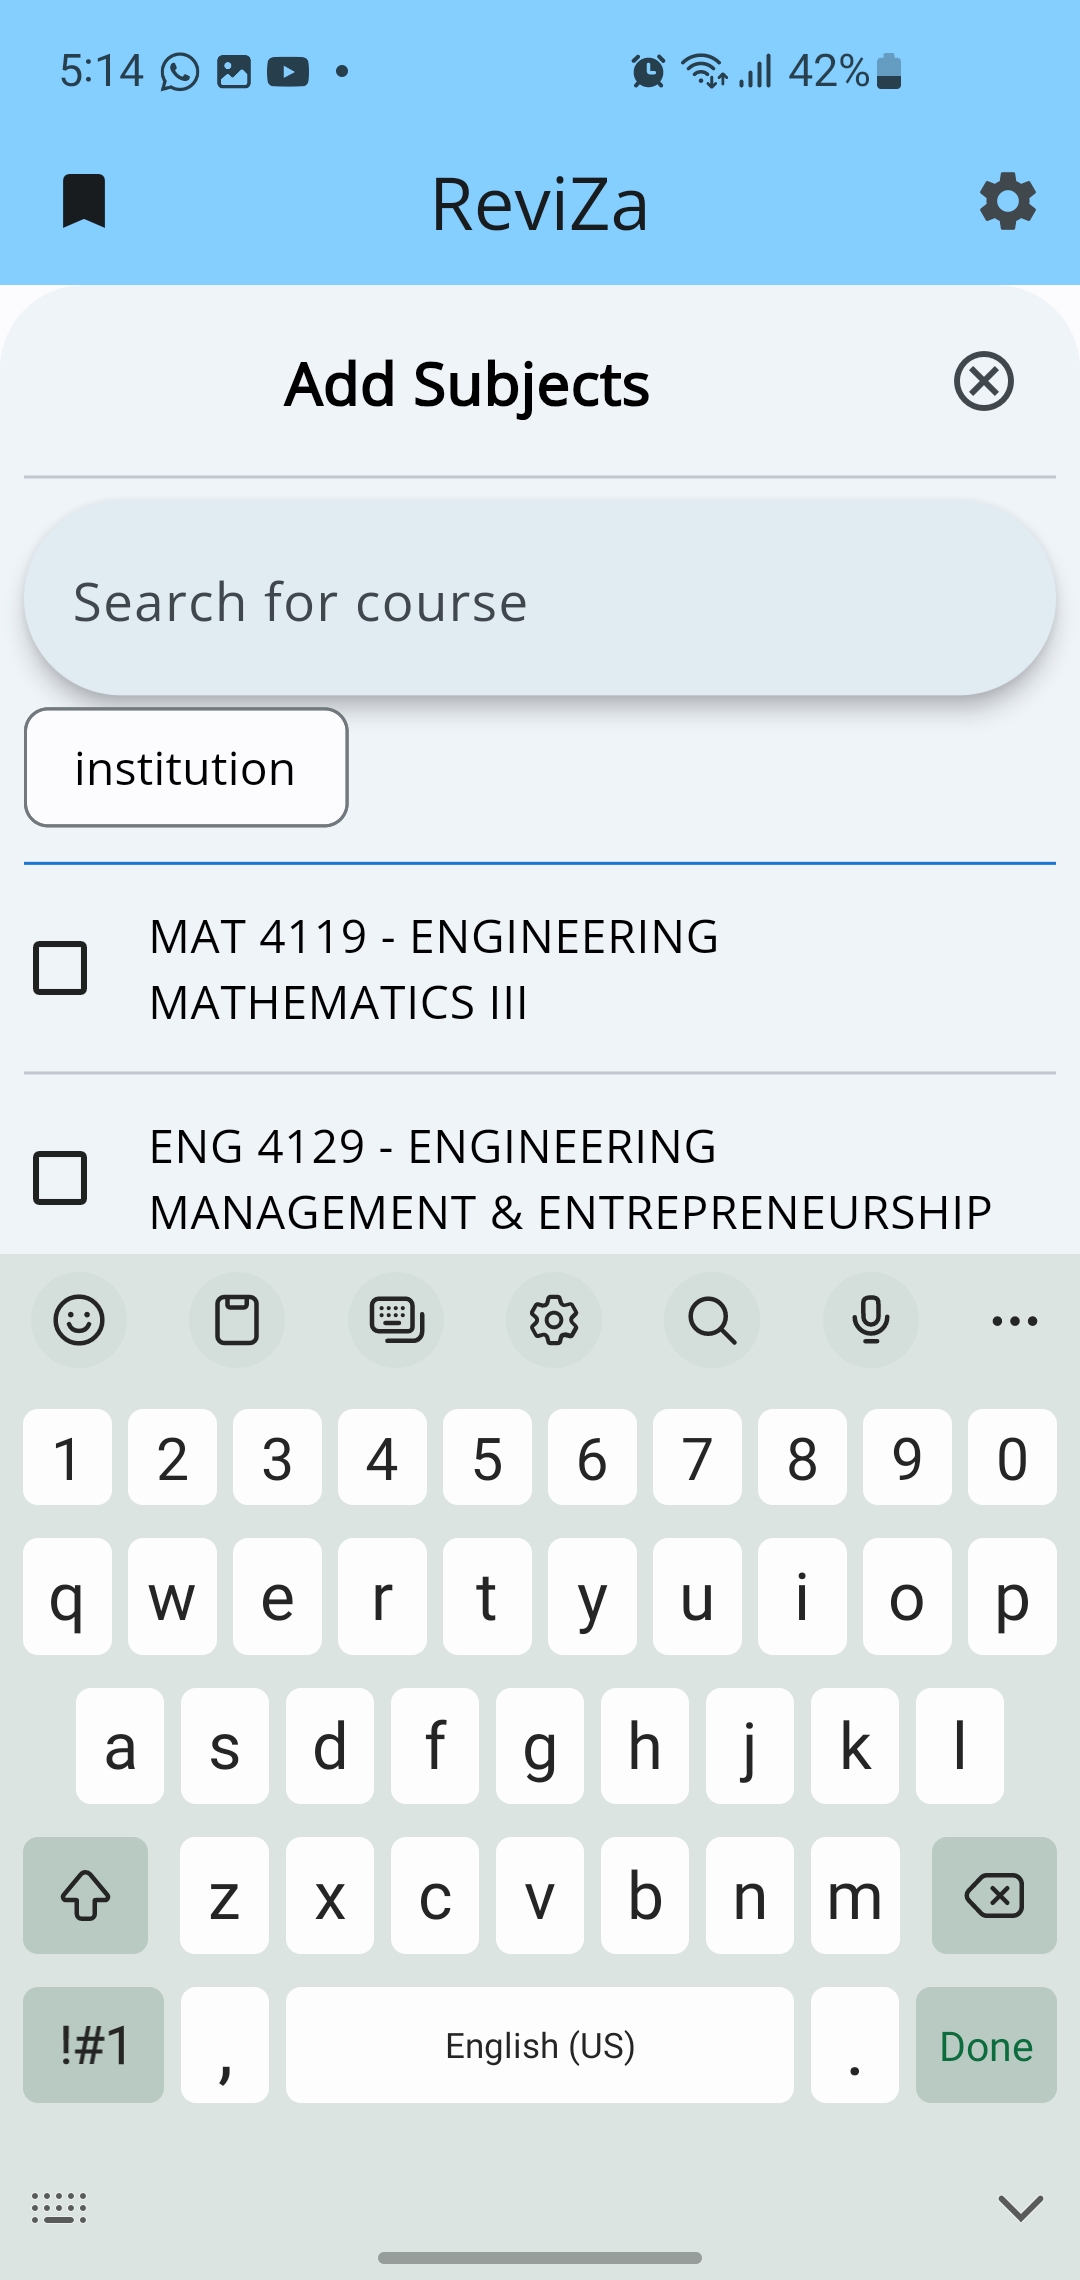 5:14 42%
ReviZa
Add Subjects
Search for course
institution
MAT 4119 - ENGINEERING
MATHEMATICS III
ENG 4129 - ENGINEERING
MANAGEMENT & ENTREPRENEURSHIP
1 2 3 4 5 6 7 8 9 0
q w e r t y u i o p
a s d f g h j k l
z x c v b n m
!#1 , English (US) . Done